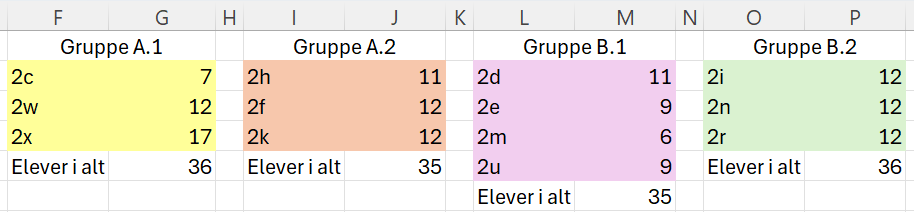 F G H I J K L M N O P
Gruppe A.1 Gruppe A.2 Gruppe B.1 Gruppe B.2
2c 7 2h 11 2d 11 2i 12
2w 12 2f 12 2e 9 2n 12
2x 17 2k 12 2m 6 2r 12
Elever i alt 36 Elever i alt 35 2u 9 Elever i alt 36
Elever i alt 35